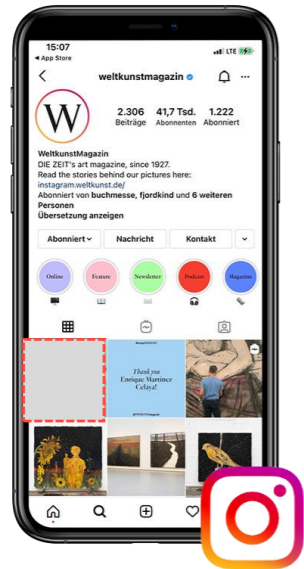 15:07
LTE
App Store
weltkunstmagazin
W
2.306 41,7 Tsd. 1.222
Beiträge Abonnenten Abonniert
WeltkunstMagazin
DIE ZEIT's art magazine, since 1927.
Read the stories behind our pictures here:
instagram.weltkunst.de/
Abonniert von buchmesse, fjordkind und 6 weiteren
Personen
Übersetzung anzeigen
Abonniert Nachricht Kontakt
Online Feature Newsletter Podcast Magazine
Thank you
Enrique Martínez
Celaya!